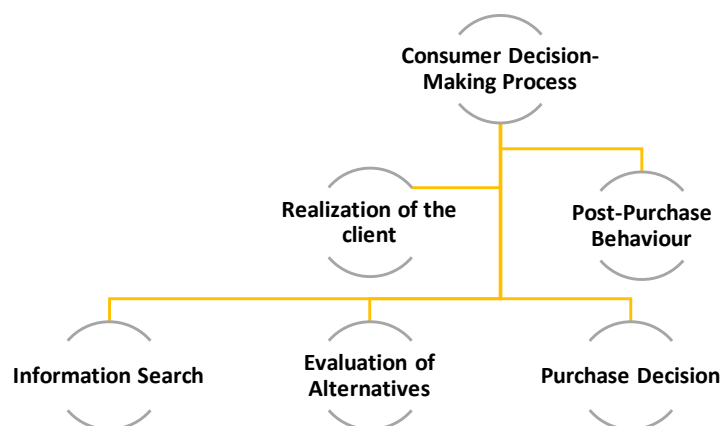 Consumer Decision-
Making Process
Realization of the
client
Post-Purchase
Behaviour
Information Search
Evaluation of
Alternatives
Purchase Decision